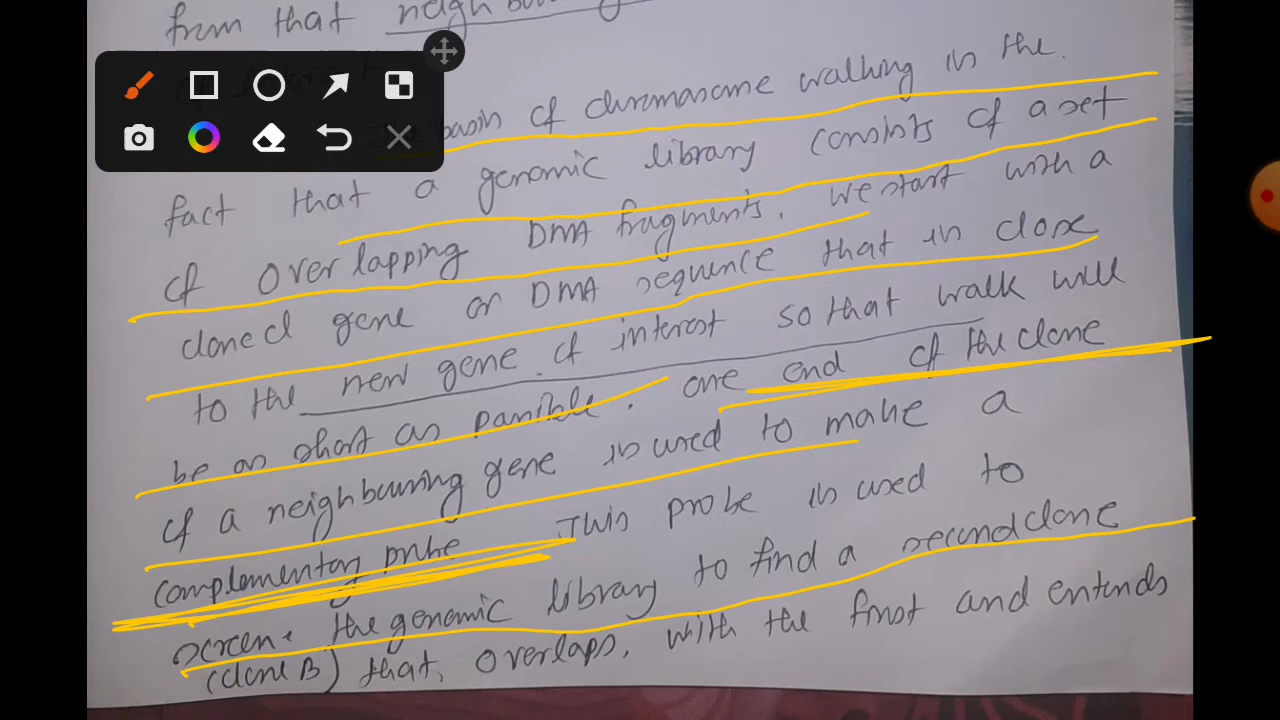 from that neighbouring
basis of chromosome walking is the
fact that a genomic library consists of a set
of overlapping DNA fragments. We start with a
cloned gene or DNA sequence that is close
to the new gene of interest so that walk will
be as short as possible. one end of the clone
of a neighbouring gene is used to make a
complementary probe This probe is used to
screen the genomic library to find a second clone
(clone B) that, overlaps, with the first and extends